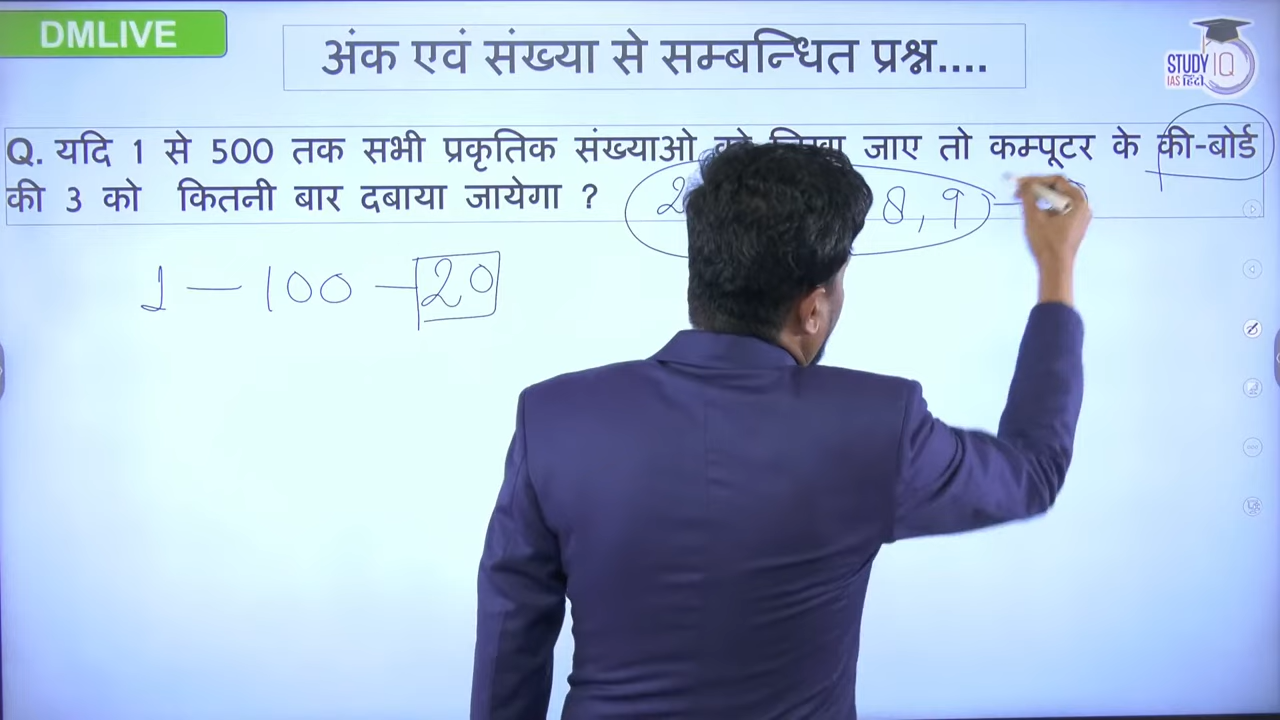 DMLIVE
अंक एवं संख्या से सम्बन्धित प्रश्न....
STUDY IQ
IAS हिंदी
Q. यदि 1 से 500 तक सभी प्रकृतिक संख्याओ जाए तो कम्पूटर के की-बोर्ड
की 3 को कितनी बार दबाया जायेगा ?
2 8, 9 –
1 — 100 — 20